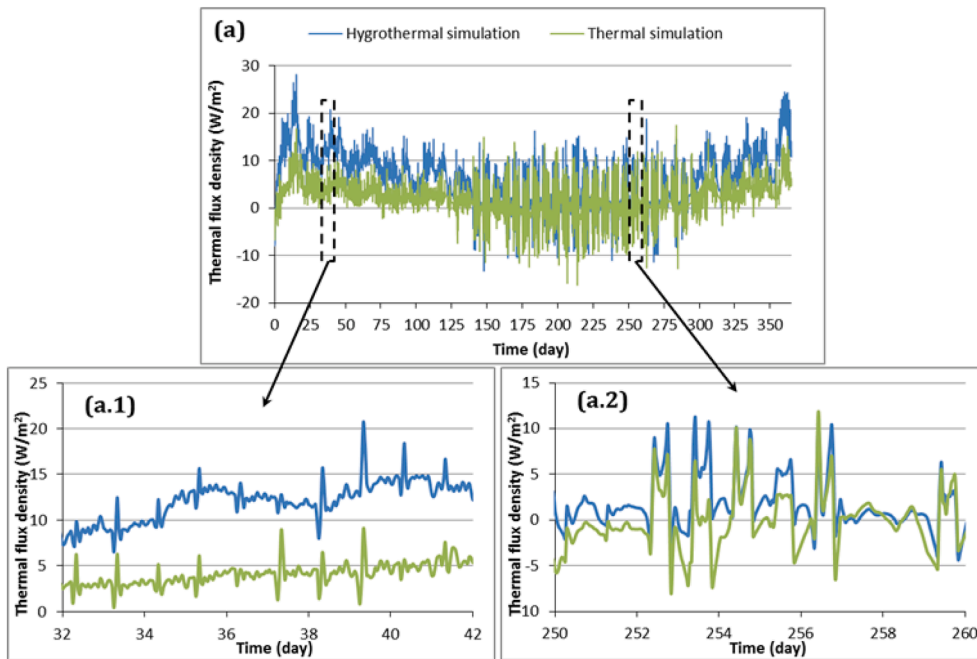 (a)
Hygrothermal simulation
Thermal simulation
Thermal flux density (W/m²)
30
20
10
0
-10
-20
0 25 50 75 100 125 150 175 200 225 250 275 300 325 350
Time (day)
(a.1)
Thermal flux density (W/m²)
25
20
15
10
5
0
32 34 36 38 40 42
Time (day)
(a.2)
Thermal flux density (W/m²)
15
10
5
0
-5
-10
250 252 254 256 258 260
Time (day)